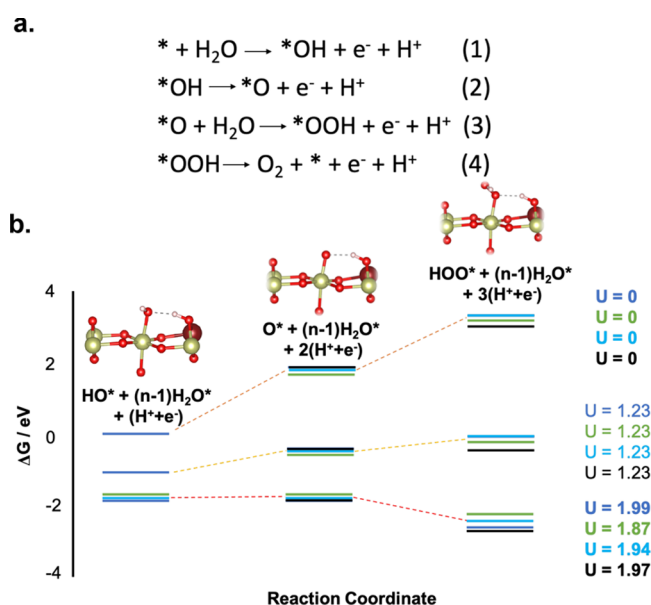 a.
* + H₂O → *OH + e⁻ + H⁺ (1)
*OH → *O + e⁻ + H⁺ (2)
*O + H₂O → *OOH + e⁻ + H⁺ (3)
*OOH → O₂ + * + e⁻ + H⁺ (4)
b.
HO* + (n-1)H₂O*
+ (H⁺+e⁻)
O* + (n-1)H₂O*
+ 2(H⁺+e⁻)
HOO* + (n-1)H₂O*
+ 3(H⁺+e⁻)
ΔG / eV
4
2
0
-2
-4
U = 0
U = 0
U = 0
U = 0
U = 1.23
U = 1.23
U = 1.23
U = 1.23
U = 1.99
U = 1.87
U = 1.94
U = 1.97
Reaction Coordinate